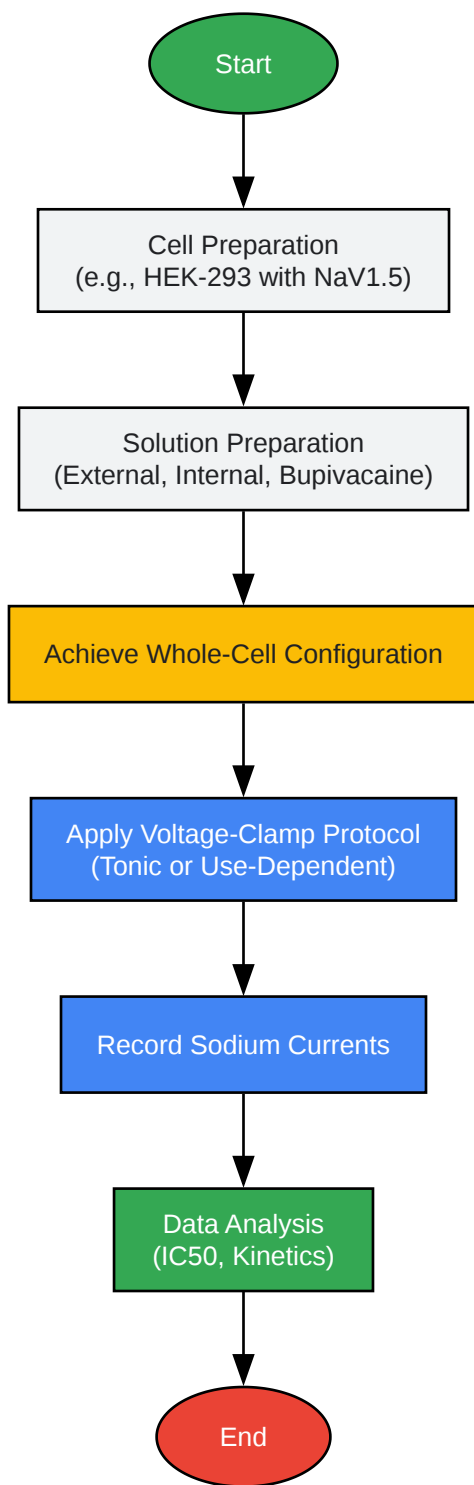 Start
Cell Preparation
(e.g., HEK-293 with NaV1.5)
Solution Preparation
(External, Internal, Bupivacaine)
Achieve Whole-Cell Configuration
Apply Voltage-Clamp Protocol
(Tonic or Use-Dependent)
Record Sodium Currents
Data Analysis
(IC50, Kinetics)
End